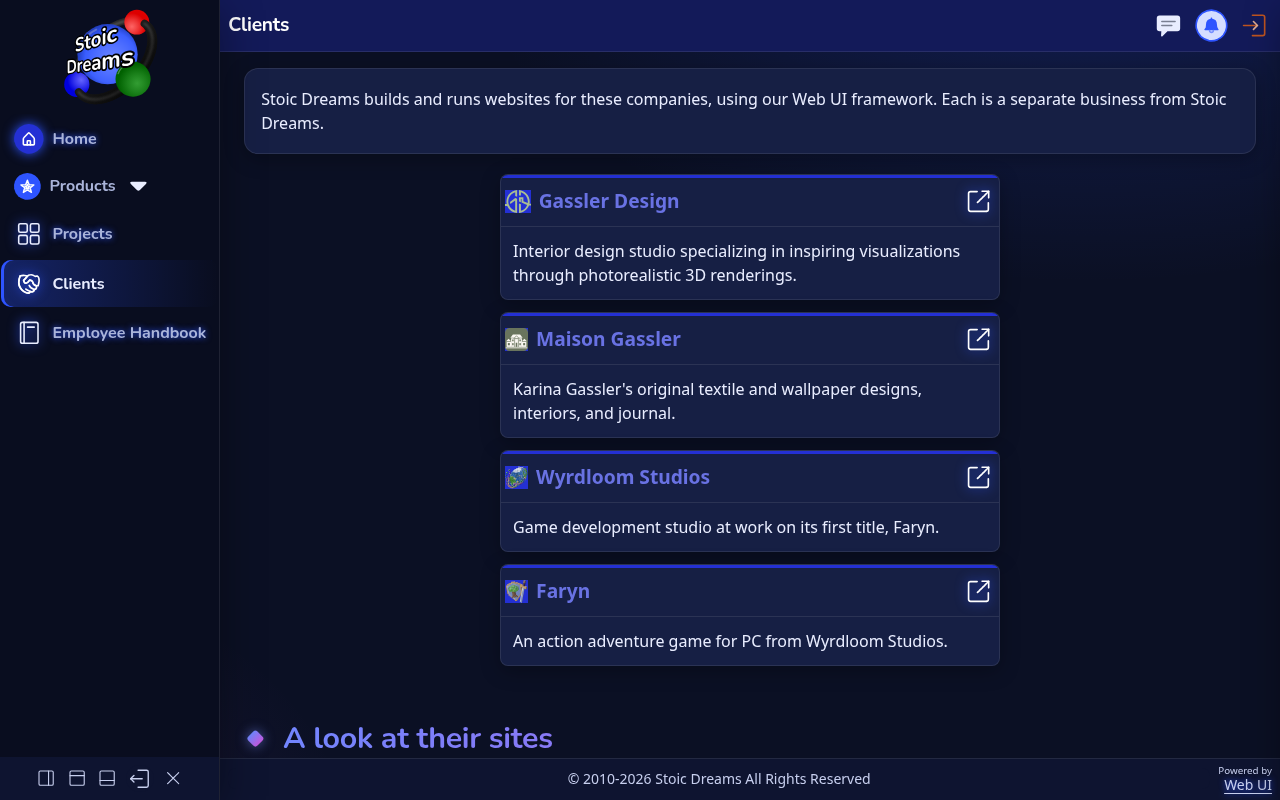 Stoic
Dreams
Clients
Home
Products
Projects
Clients
Employee Handbook
Stoic Dreams builds and runs websites for these companies, using our Web UI framework. Each is a separate business from Stoic
Dreams.
Gassler Design
Interior design studio specializing in inspiring visualizations
through photorealistic 3D renderings.
Maison Gassler
Karina Gassler's original textile and wallpaper designs,
interiors, and journal.
Wyrdloom Studios
Game development studio at work on its first title, Faryn.
Faryn
An action adventure game for PC from Wyrdloom Studios.
A look at their sites
© 2010-2026 Stoic Dreams All Rights Reserved
Powered by
Web UI